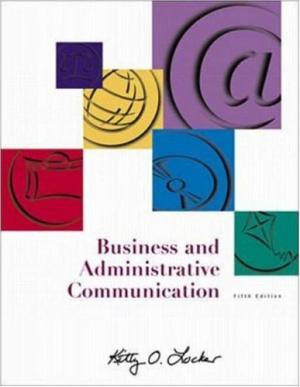 @
Business and
Administrative
Communication
Fifth Edition
Kitty O. Locker